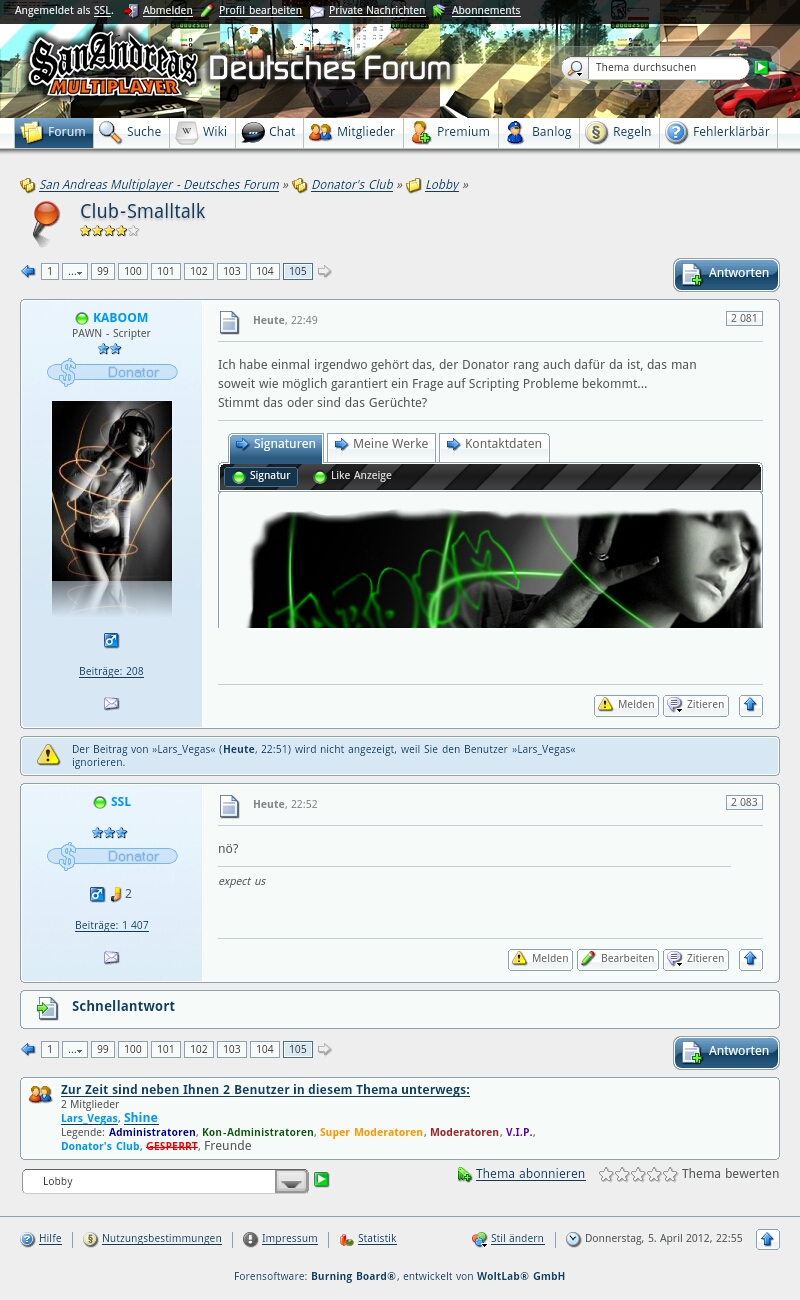 Angemeldet als SSL. Abmelden Profil bearbeiten Private Nachrichten Abonnements
San Andreas
MULTIPLAYER
Deutsches Forum
Thema durchsuchen
Forum Suche Wiki Chat Mitglieder Premium Banlog Regeln Fehlerklärbär
San Andreas Multiplayer - Deutsches Forum » Donator's Club » Lobby »
Club-Smalltalk
1 ... 99 100 101 102 103 104 105
Antworten
KABOOM
PAWN - Scripter
Donator
Beiträge: 208
Heute, 22:49
2 081
Ich habe einmal irgendwo gehört das, der Donator rang auch dafür da ist, das man
soweit wie möglich garantiert ein Frage auf Scripting Probleme bekommt...
Stimmt das oder sind das Gerüchte?
Signaturen Meine Werke Kontaktdaten
Signatur Like Anzeige
Melden Zitieren
Der Beitrag von »Lars_Vegas« (Heute, 22:51) wird nicht angezeigt, weil Sie den Benutzer »Lars_Vegas«
ignorieren.
SSL
Donator
2
Beiträge: 1 407
Heute, 22:52
2 083
nö?
expect us
Melden Bearbeiten Zitieren
Schnellantwort
1 ... 99 100 101 102 103 104 105
Antworten
Zur Zeit sind neben Ihnen 2 Benutzer in diesem Thema unterwegs:
2 Mitglieder
Lars_Vegas, Shine
Legende: Administratoren, Kon-Administratoren, Super Moderatoren, Moderatoren, V.I.P.,
Donator's Club, GESPERRT, Freunde
Lobby
Thema abonnieren
Thema bewerten
Hilfe Nutzungsbestimmungen Impressum Statistik Stil ändern Donnerstag, 5. April 2012, 22:55
Forensoftware: Burning Board®, entwickelt von WoltLab® GmbH